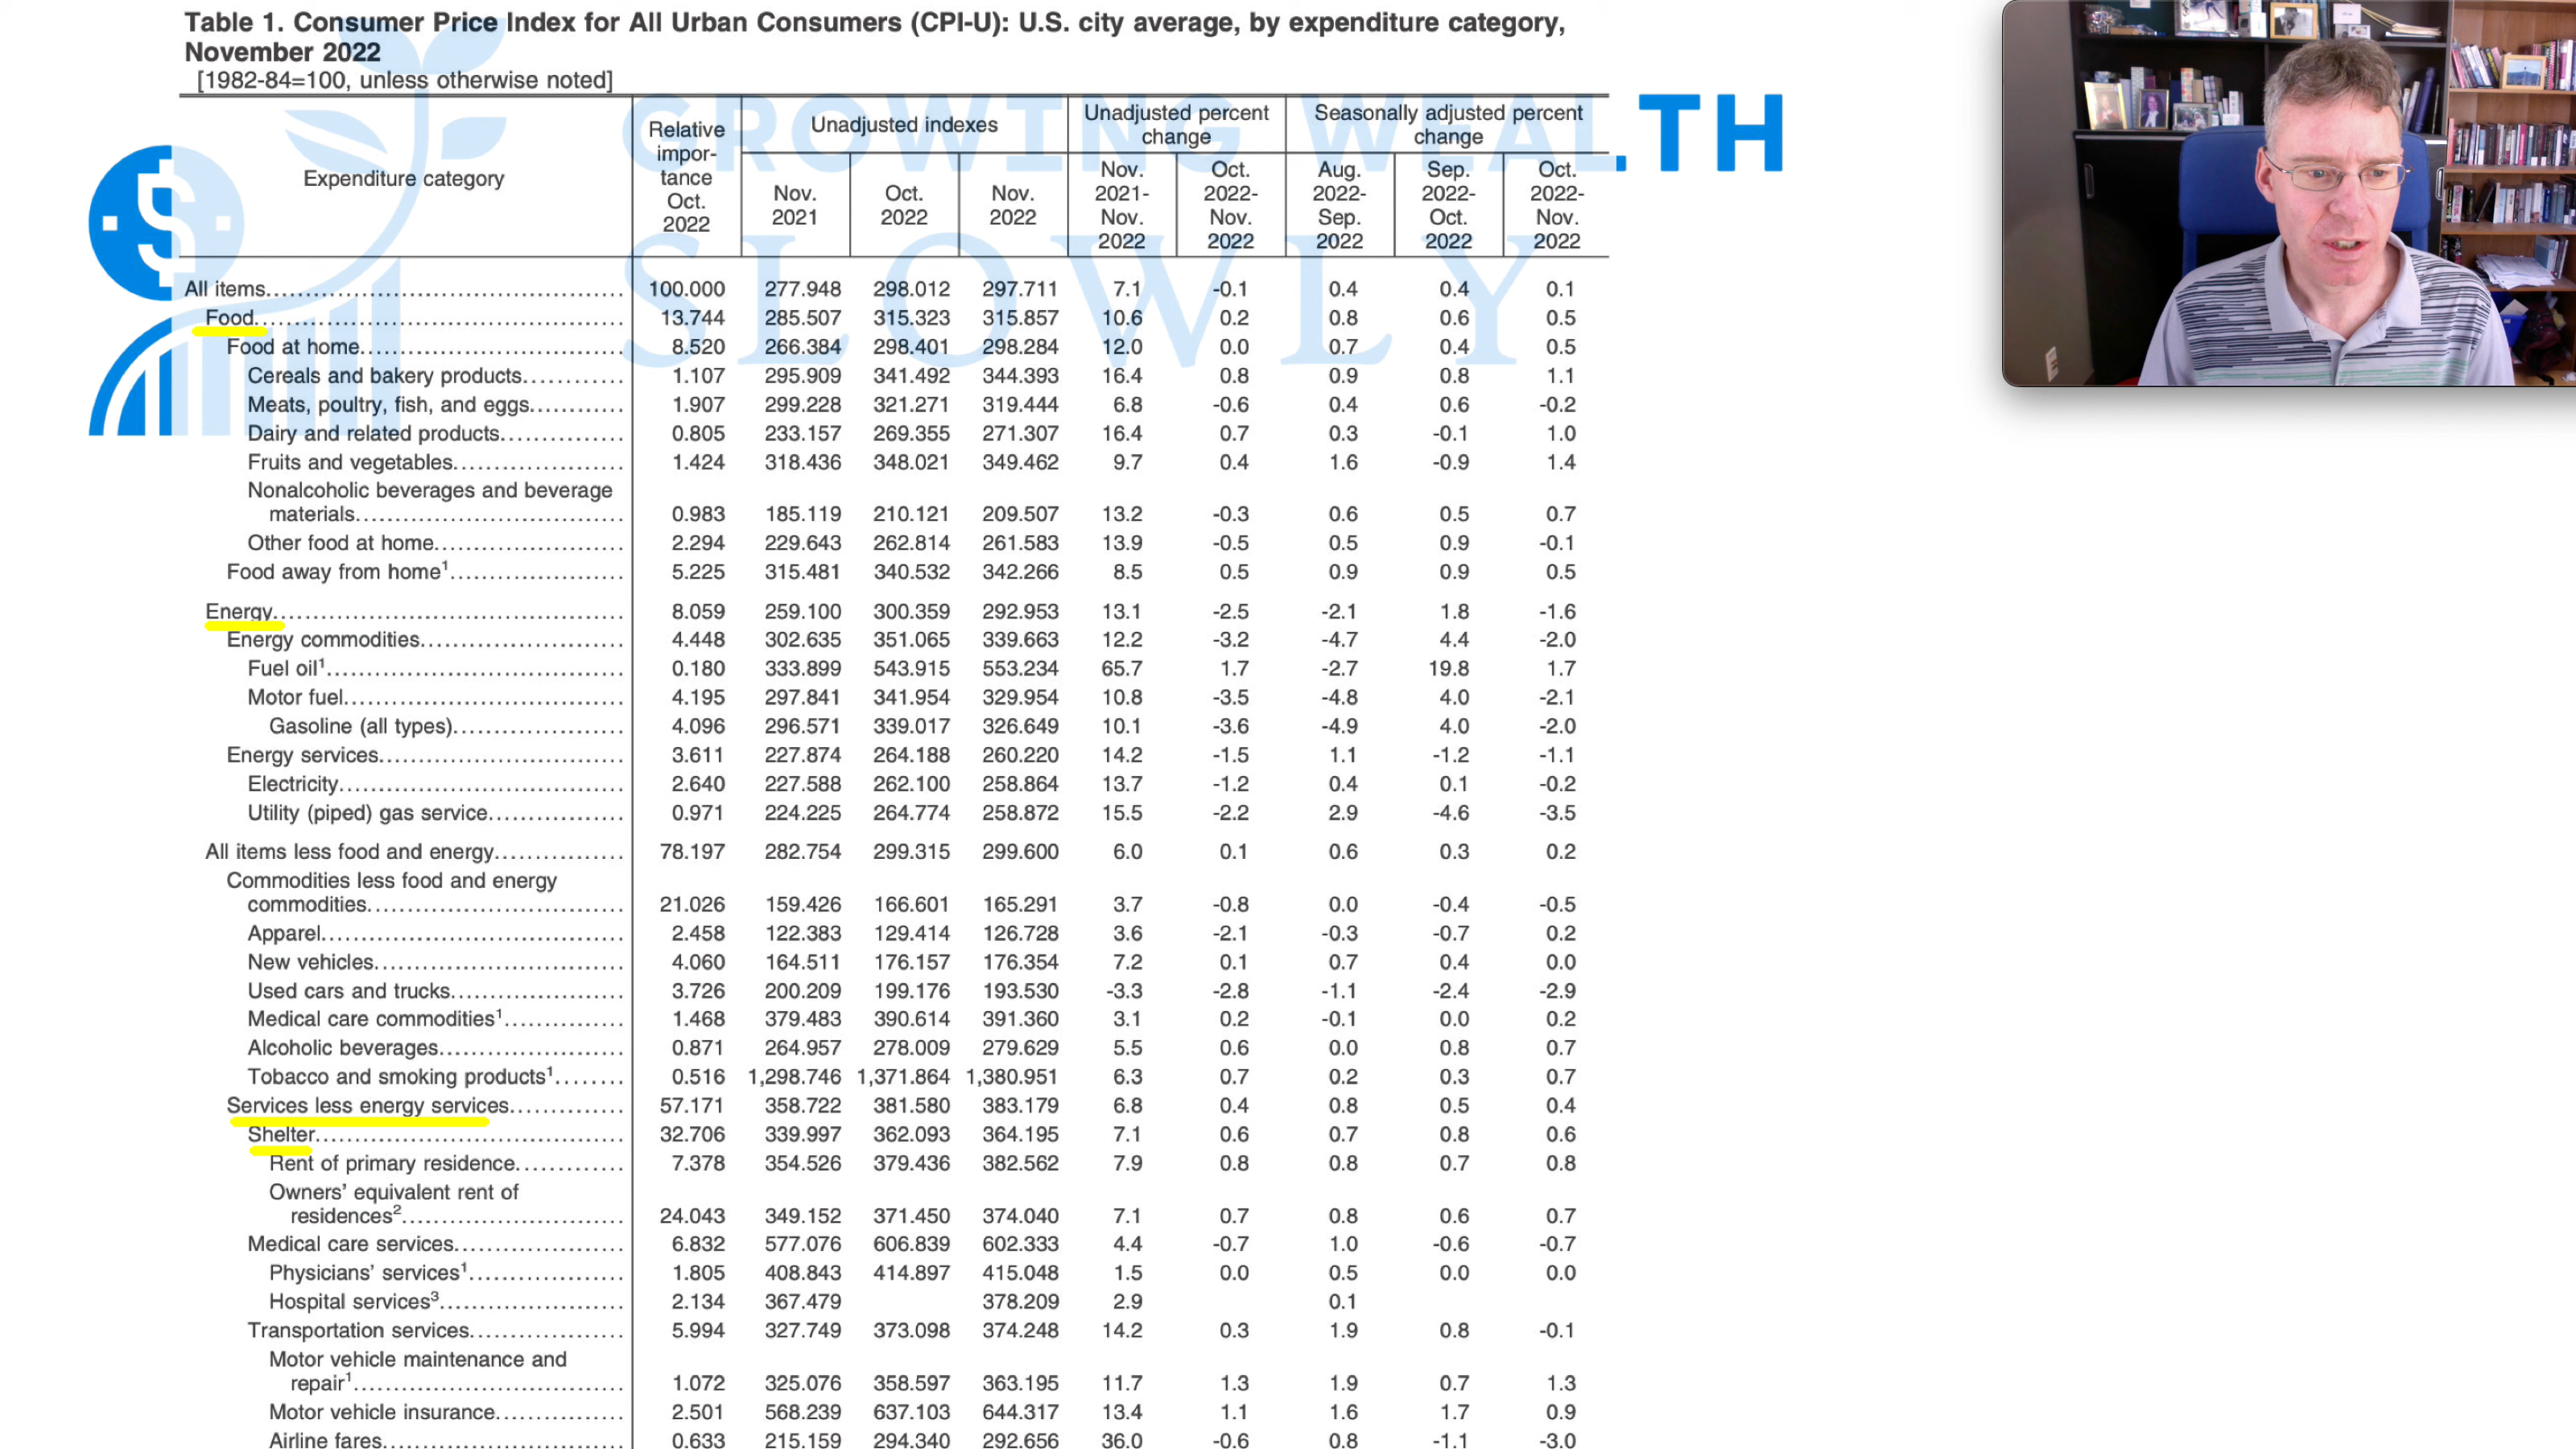 Table 1. Consumer Price Index for All Urban Consumers (CPI-U): U.S. city average, by expenditure category,
November 2022
[1982-84=100, unless otherwise noted]
GROWING WEAL.TH
SLOWLY
$
Expenditure category
Relative impor-tance Oct. 2022
Unadjusted indexes
Unadjusted percent change
Seasonally adjusted percent change
Nov. 2021
Oct. 2022
Nov. 2022
Nov. 2021-Nov. 2022
Oct. 2022-Nov. 2022
Aug. 2022-Sep. 2022
Sep. 2022-Oct. 2022
Oct. 2022-Nov. 2022
All items 100.000 277.948 298.012 297.711 7.1 -0.1 0.4 0.4 0.1
Food 13.744 285.507 315.323 315.857 10.6 0.2 0.8 0.6 0.5
Food at home 8.520 266.384 298.401 298.284 12.0 0.0 0.7 0.4 0.5
Cereals and bakery products 1.107 295.909 341.492 344.393 16.4 0.8 0.9 0.8 1.1
Meats, poultry, fish, and eggs 1.907 299.228 321.271 319.444 6.8 -0.6 0.4 0.6 -0.2
Dairy and related products 0.805 233.157 269.355 271.307 16.4 0.7 0.3 -0.1 1.0
Fruits and vegetables 1.424 318.436 348.021 349.462 9.7 0.4 1.6 -0.9 1.4
Nonalcoholic beverages and beverage
materials 0.983 185.119 210.121 209.507 13.2 -0.3 0.6 0.5 0.7
Other food at home 2.294 229.643 262.814 261.583 13.9 -0.5 0.5 0.9 -0.1
Food away from home¹ 5.225 315.481 340.532 342.266 8.5 0.5 0.9 0.9 0.5
Energy 8.059 259.100 300.359 292.953 13.1 -2.5 -2.1 1.8 -1.6
Energy commodities 4.448 302.635 351.065 339.663 12.2 -3.2 -4.7 4.4 -2.0
Fuel oil¹ 0.180 333.899 543.915 553.234 65.7 1.7 -2.7 19.8 1.7
Motor fuel 4.195 297.841 341.954 329.954 10.8 -3.5 -4.8 4.0 -2.1
Gasoline (all types) 4.096 296.571 339.017 326.649 10.1 -3.6 -4.9 4.0 -2.0
Energy services 3.611 227.874 264.188 260.220 14.2 -1.5 1.1 -1.2 -1.1
Electricity 2.640 227.588 262.100 258.864 13.7 -1.2 0.4 0.1 -0.2
Utility (piped) gas service 0.971 224.225 264.774 258.872 15.5 -2.2 2.9 -4.6 -3.5
All items less food and energy 78.197 282.754 299.315 299.600 6.0 0.1 0.6 0.3 0.2
Commodities less food and energy
commodities 21.026 159.426 166.601 165.291 3.7 -0.8 0.0 -0.4 -0.5
Apparel 2.458 122.383 129.414 126.728 3.6 -2.1 -0.3 -0.7 0.2
New vehicles 4.060 164.511 176.157 176.354 7.2 0.1 0.7 0.4 0.0
Used cars and trucks 3.726 200.209 199.176 193.530 -3.3 -2.8 -1.1 -2.4 -2.9
Medical care commodities¹ 1.468 379.483 390.614 391.360 3.1 0.2 -0.1 0.0 0.2
Alcoholic beverages 0.871 264.957 278.009 279.629 5.5 0.6 0.0 0.8 0.7
Tobacco and smoking products¹ 0.516 1,298.746 1,371.864 1,380.951 6.3 0.7 0.2 0.3 0.7
Services less energy services 57.171 358.722 381.580 383.179 6.8 0.4 0.8 0.5 0.4
Shelter 32.706 339.997 362.093 364.195 7.1 0.6 0.7 0.8 0.6
Rent of primary residence 7.378 354.526 379.436 382.562 7.9 0.8 0.8 0.7 0.8
Owners' equivalent rent of
residences² 24.043 349.152 371.450 374.040 7.1 0.7 0.8 0.6 0.7
Medical care services 6.832 577.076 606.839 602.333 4.4 -0.7 1.0 -0.6 -0.7
Physicians' services¹ 1.805 408.843 414.897 415.048 1.5 0.0 0.5 0.0 0.0
Hospital services³ 2.134 367.479 378.209 2.9 0.1
Transportation services 5.994 327.749 373.098 374.248 14.2 0.3 1.9 0.8 -0.1
Motor vehicle maintenance and
repair¹ 1.072 325.076 358.597 363.195 11.7 1.3 1.9 0.7 1.3
Motor vehicle insurance 2.501 568.239 637.103 644.317 13.4 1.1 1.6 1.7 0.9
Airline fares 0.633 215.159 294.340 292.656 36.0 -0.6 0.8 -1.1 -3.0